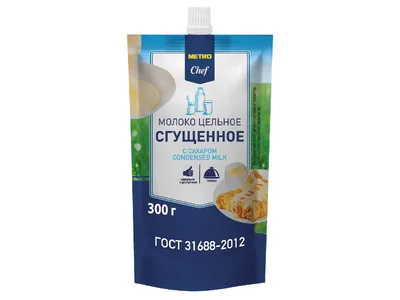 METRO
Chef
МОЛОКО ЦЕЛЬНОЕ
СГУЩЕННОЕ
С САХАРОМ
CONDENSED MILK
300 г
ГОСТ 31688-2012